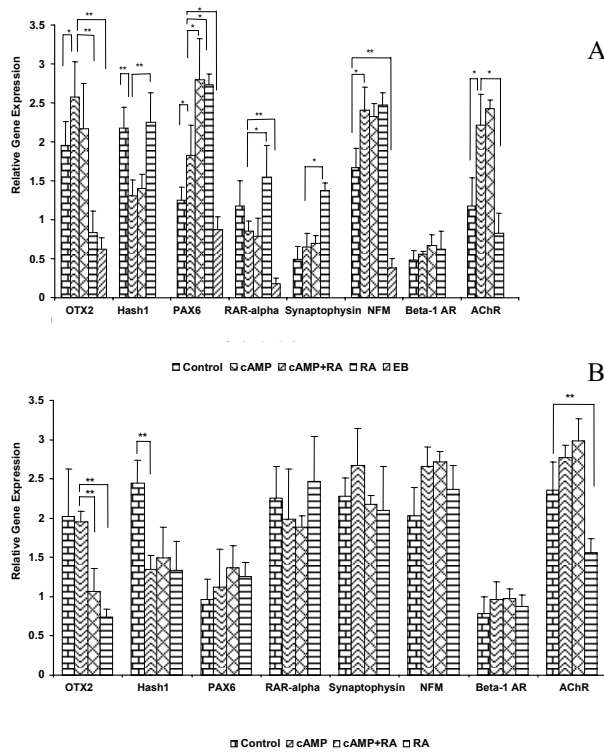 A
Relative Gene Expression
3.5
3
2.5
2
1.5
1
0.5
0
* ** ** ** ** * * * * ** * * * ** * *
OTX2 Hash1 PAX6 RAR-alpha Synaptophysin NFM Beta-1 AR AChR
Control cAMP cAMP+RA RA EB
B
Relative Gene Expression
3.5
3
2.5
2
1.5
1
0.5
0
** ** ** **
OTX2 Hash1 PAX6 RAR-alpha Synaptophysin NFM Beta-1 AR AChR
Control cAMP cAMP+RA RA